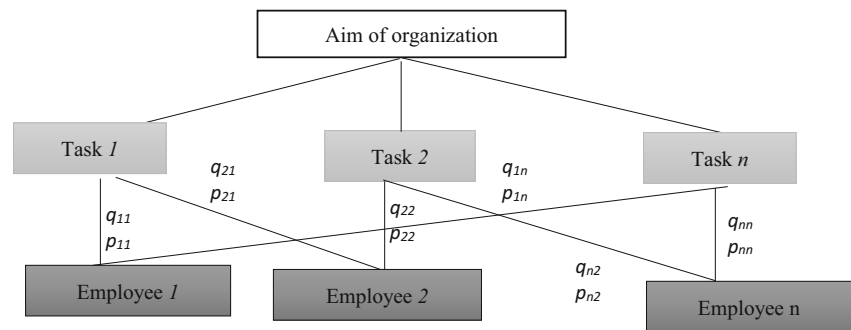 Aim of organization
Task 1
Task 2
Task n
q21
p21
q1n
p1n
q11
p11
q22
p22
qnn
pnn
qn2
pn2
Employee 1
Employee 2
Employee n